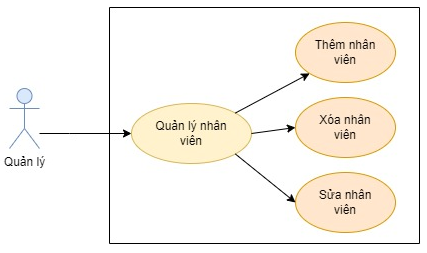 Thêm nhân
viên
Quản lý nhân
viên
Xóa nhân
viên
Quản lý
Sửa nhân
viên